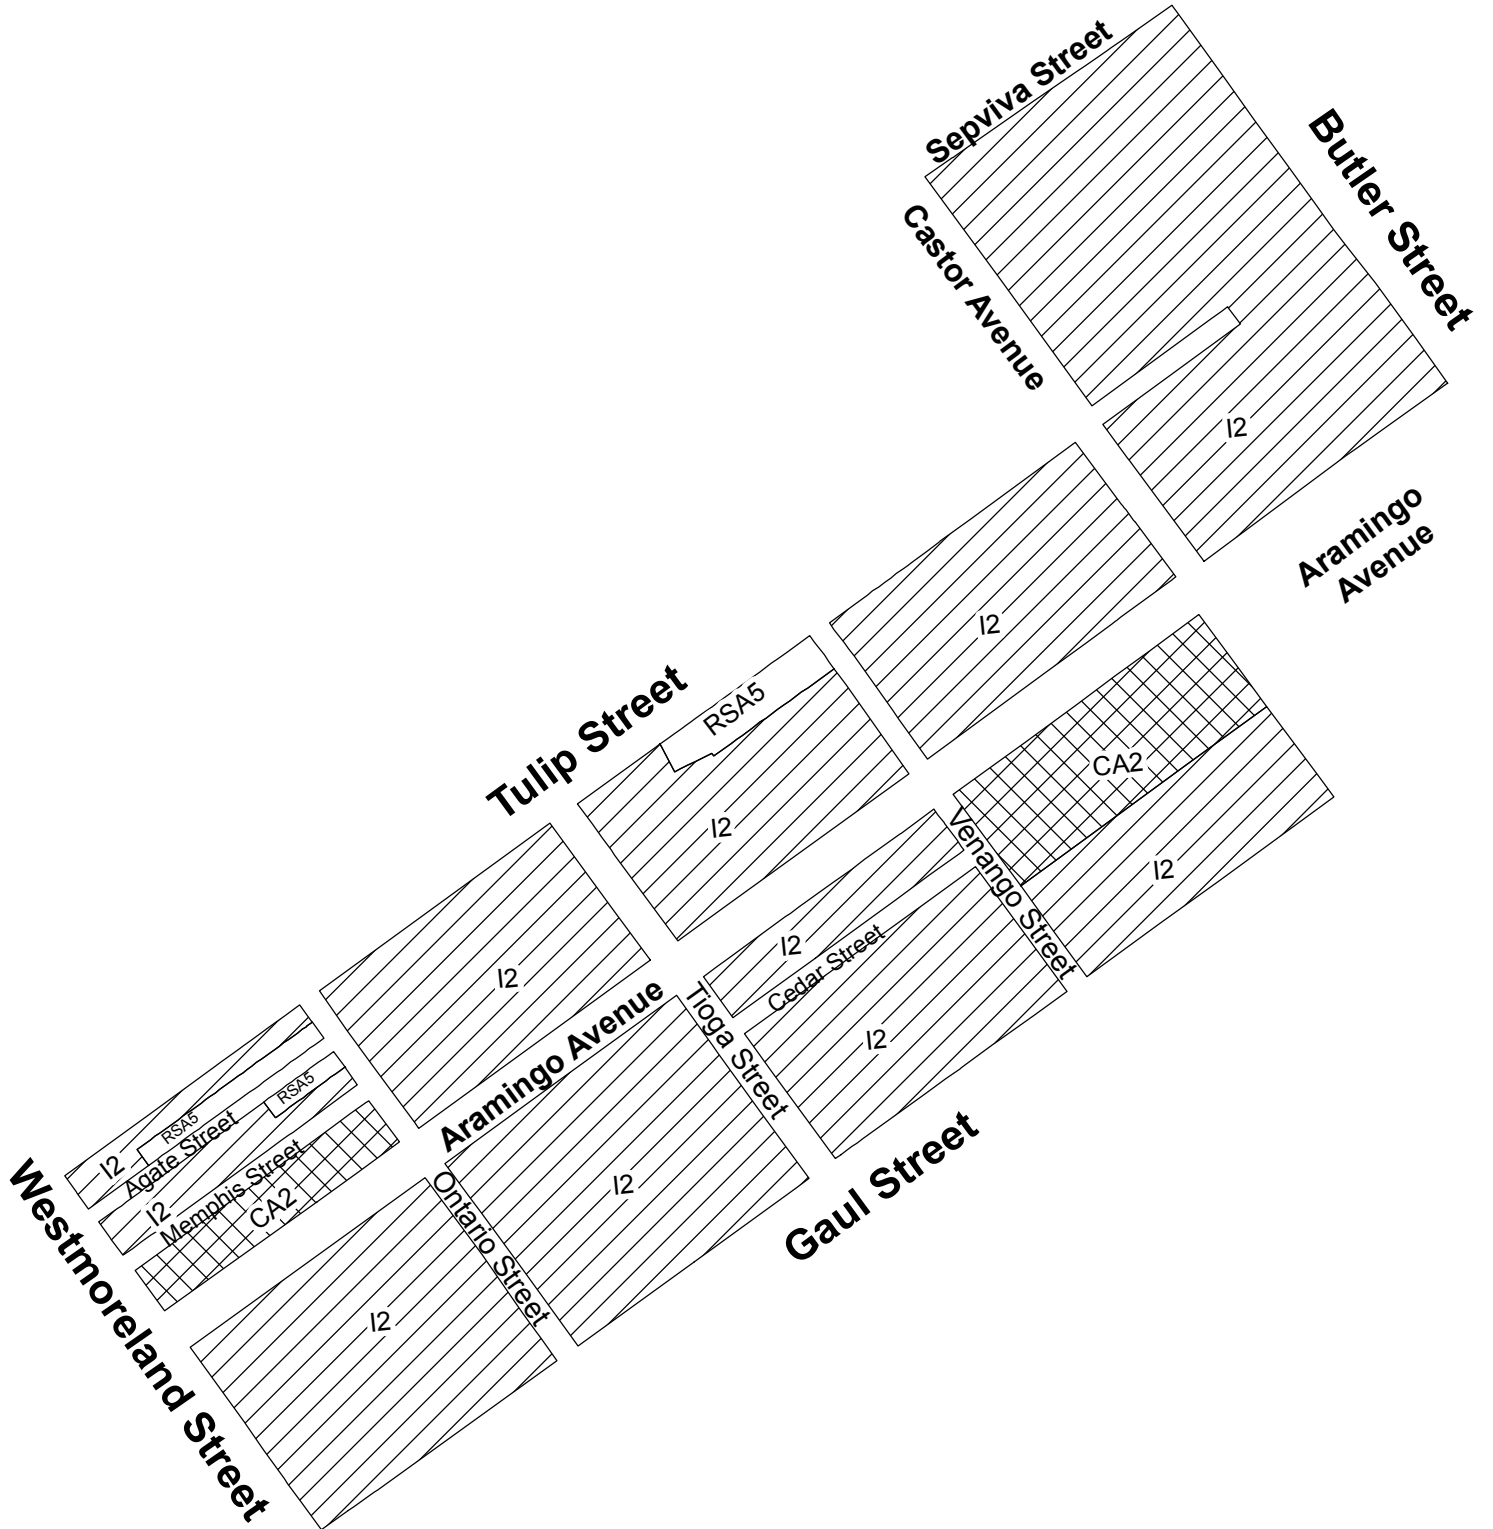 Sepviva Street
Butler Street
Castor Avenue
I2
Aramingo
Avenue
I2
Tulip Street
RSA5
I2
CA2
Venango Street
I2
I2
Cedar Street
I2
I2
Aramingo Avenue
Tioga Street
Gaul Street
I2
RSA5
RSA5
I2
Agate Street
I2
Memphis Street
CA2
Ontario Street
I2
Westmoreland Street